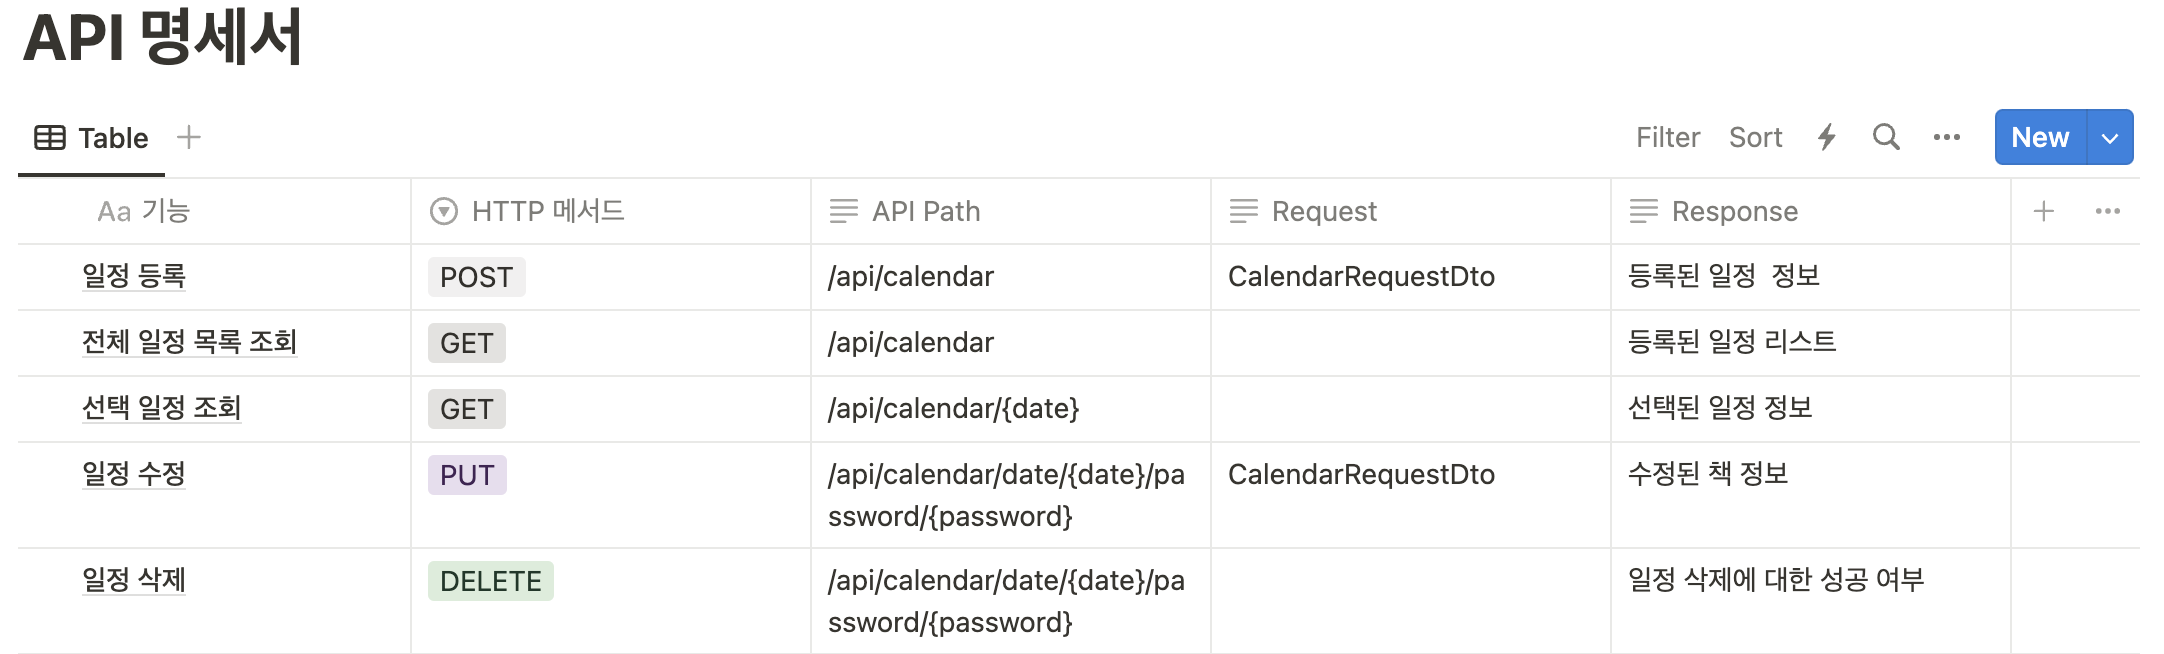 API 명세서
Table
Filter Sort New
Aa 기능 HTTP 메서드 API Path Request Response
일정 등록 POST /api/calendar CalendarRequestDto 등록된 일정  정보
전체 일정 목록 조회 GET /api/calendar 등록된 일정 리스트
선택 일정 조회 GET /api/calendar/{date} 선택된 일정 정보
일정 수정 PUT /api/calendar/date/{date}/pa CalendarRequestDto 수정된 책 정보
ssword/{password}
일정 삭제 DELETE /api/calendar/date/{date}/pa 일정 삭제에 대한 성공 여부
ssword/{password}